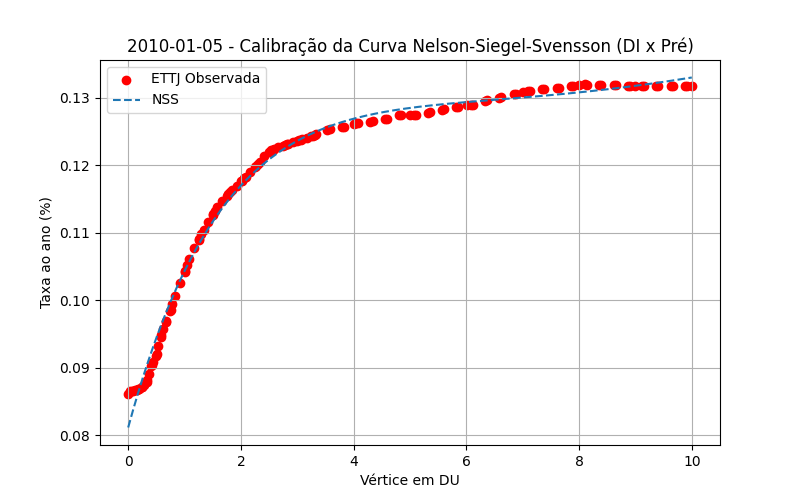 2010-01-05 - Calibração da Curva Nelson-Siegel-Svensson (DI x Pré)
ETTJ Observada
NSS
0.13
0.12
0.11
0.10
0.09
0.08
Taxa ao ano (%)
0 2 4 6 8 10
Vértice em DU